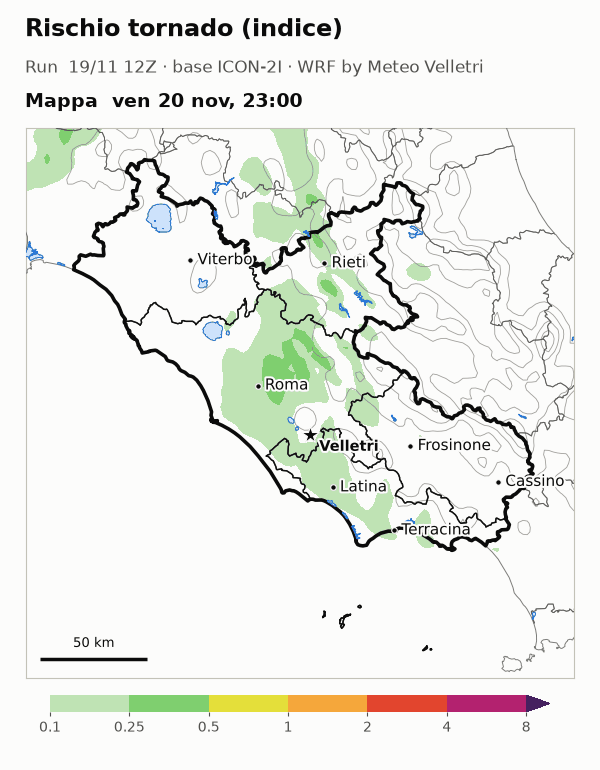 Rischio tornado (indice)
Run 19/11 12Z · base ICON-2I · WRF by Meteo Velletri
Mappa ven 20 nov, 23:00
Viterbo
Rieti
Roma
Velletri
Frosinone
Cassino
Latina
Terracina
50 km
0.1 0.25 0.5 1 2 4 8